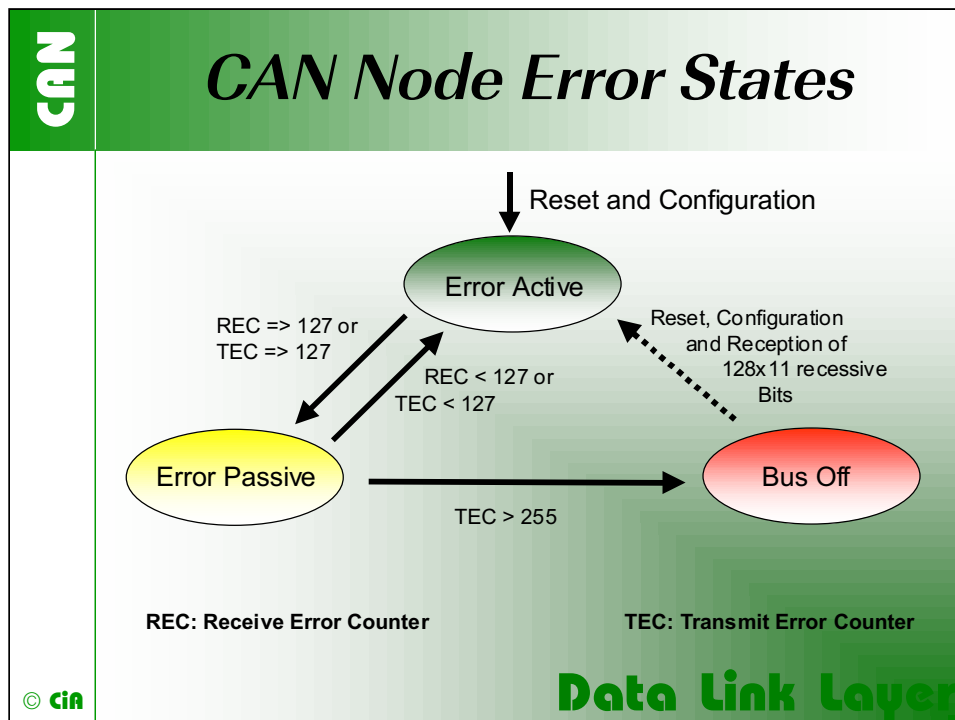 CAN
CAN Node Error States
Reset and Configuration
Error Active
REC => 127 or
TEC => 127
REC < 127 or
TEC < 127
Reset, Configuration
and Reception of
128x11 recessive
Bits
Error Passive
Bus Off
TEC > 255
REC: Receive Error Counter
TEC: Transmit Error Counter
© CiA
Data Link Layer